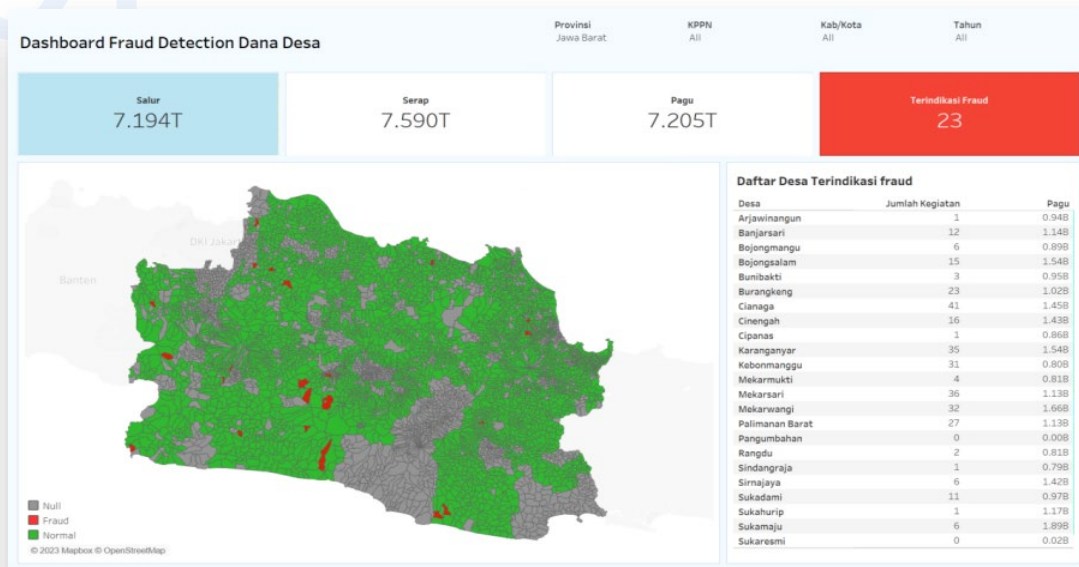 Dashboard Fraud Detection Dana Desa
Provinsi KPPN Kab/Kota Tahun
Jawa Barat All All All
Salur Serap Pagu Terindikasi Fraud
7.194T 7.590T 7.205T 23
DKI Jakar
Banten
Null
Fraud
Normal
© 2023 Mapbox © OpenStreetMap
Daftar Desa Terindikasi fraud
Desa Jumlah Kegiatan Pagu
Arjawinangun 1 0.94B
Banjarsari 12 1.14B
Bojongmangu 6 0.89B
Bojongsalam 15 1.54B
Bunibakti 3 0.95B
Burangkeng 23 1.02B
Cianaga 41 1.45B
Cinengah 16 1.43B
Cipanas 1 0.86B
Karanganyar 35 1.54B
Kebonmanggu 31 0.80B
Mekarmukti 4 0.81B
Mekarsari 36 1.13B
Mekarwangi 32 1.66B
Palimanan Barat 27 1.13B
Pangumbahan 0 0.00B
Rangdu 2 0.81B
Sindangraja 1 0.79B
Sirnajaya 6 1.42B
Sukadami 11 0.97B
Sukahurip 1 1.17B
Sukamaju 6 1.89B
Sukaresmi 0 0.02B